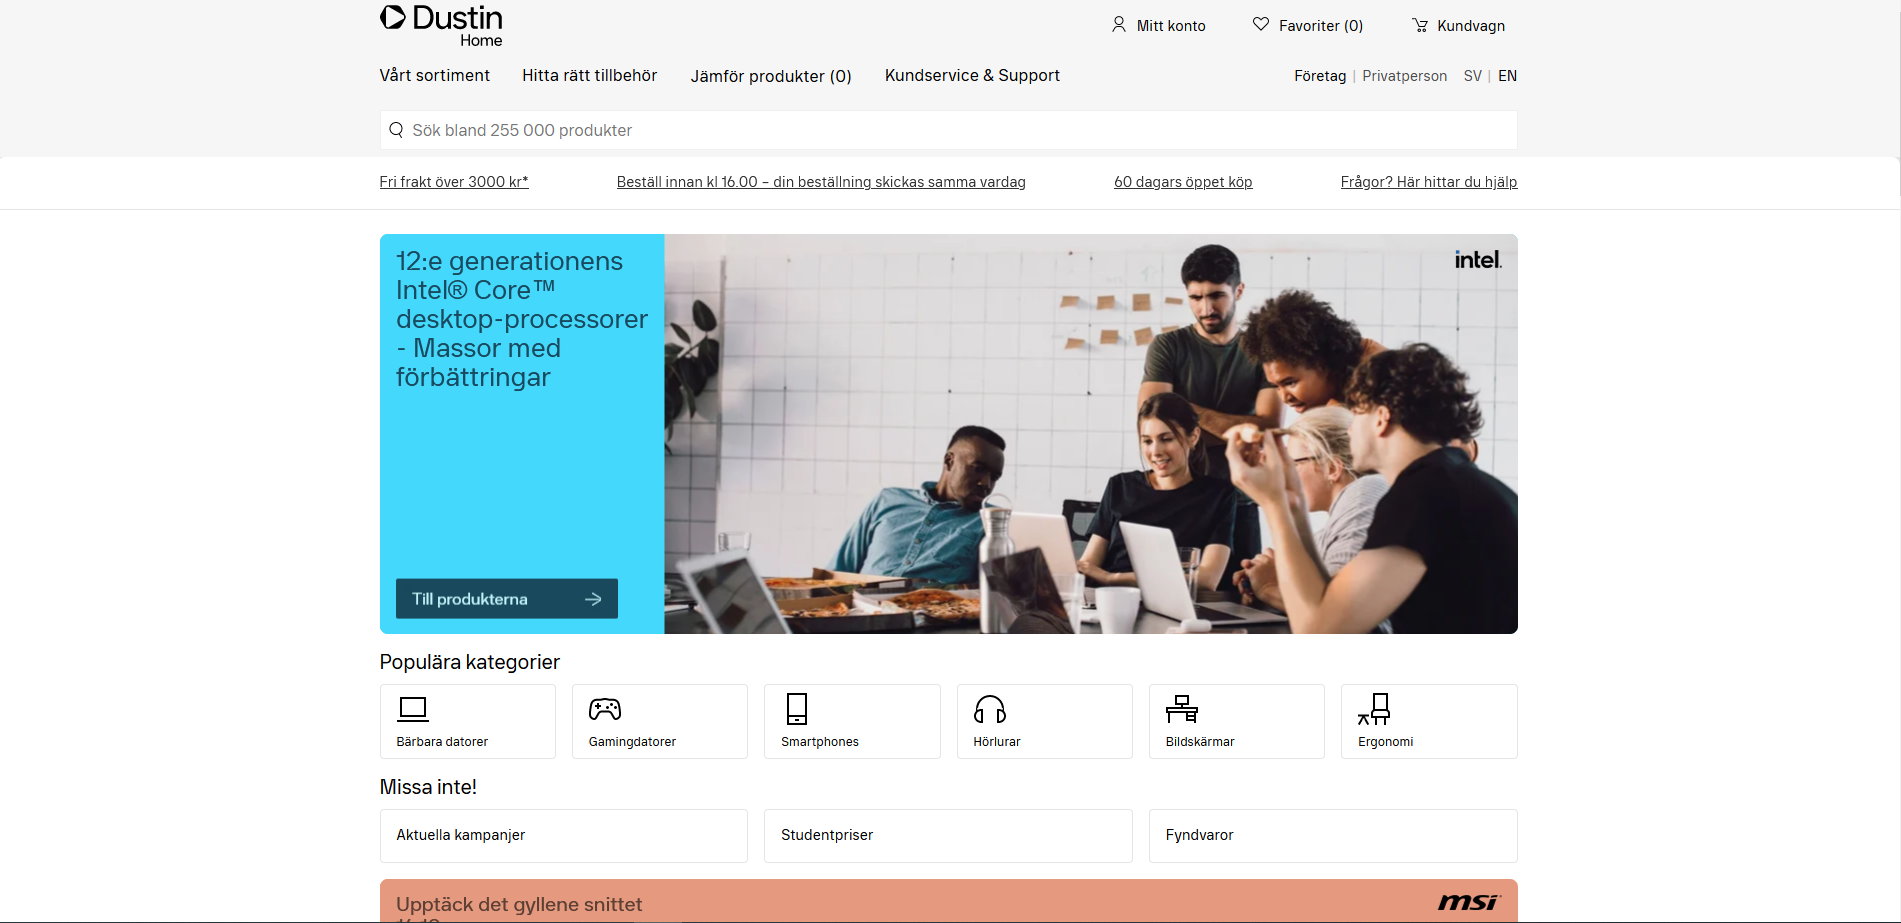 Dustin
Home
Mitt konto
Favoriter (0)
Kundvagn
Vårt sortiment
Hitta rätt tillbehör
Jämför produkter (0)
Kundservice & Support
Företag | Privatperson
SV | EN
Sök bland 255 000 produkter
Fri frakt över 3000 kr*
Beställ innan kl 16.00 – din beställning skickas samma vardag
60 dagars öppet köp
Frågor? Här hittar du hjälp
12:e generationens
Intel® Core™
desktop-processorer
- Massor med
förbättringar
intel.
Till produkterna
Populära kategorier
Bärbara datorer
Gamingdatorer
Smartphones
Hörlurar
Bildskärmar
Ergonomi
Missa inte!
Aktuella kampanjer
Studentpriser
Fyndvaror
Upptäck det gyllene snittet
msi